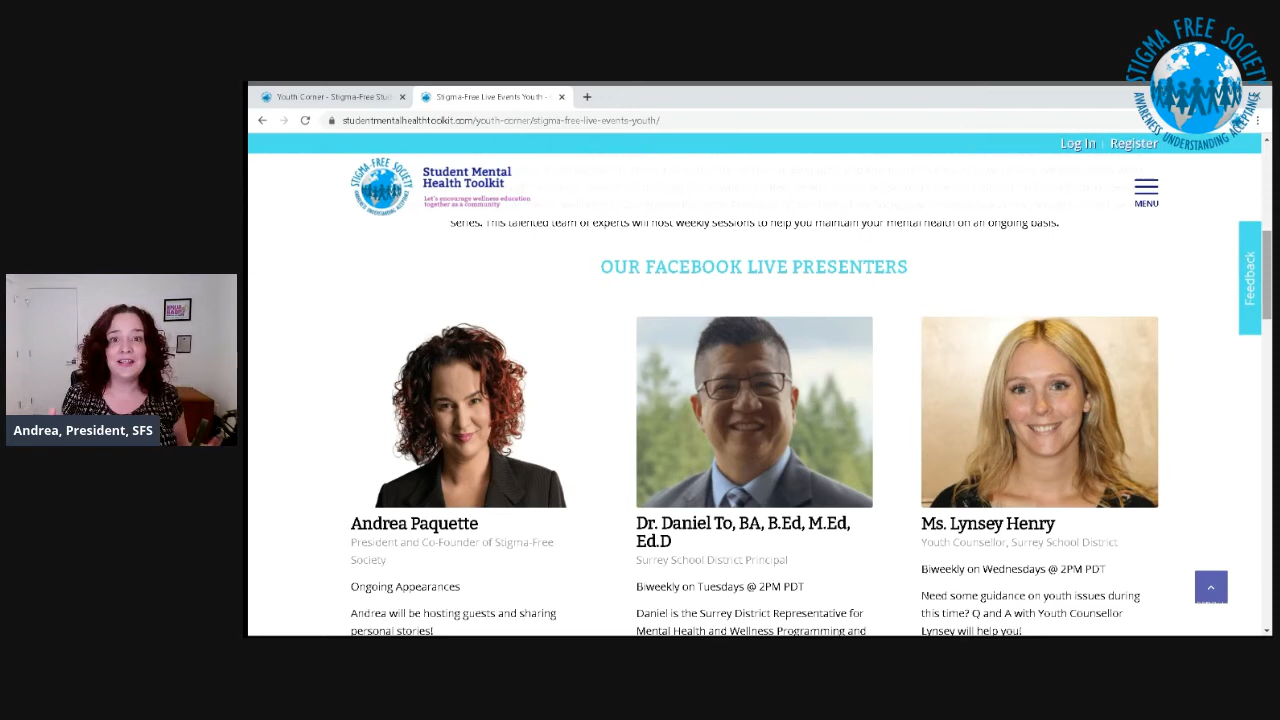 STIGMA FREE SOCIETY
AWARENESS UNDERSTANDING ACCEPTANCE
Youth Corner - Stigma-Free Stud
Stigma-Free Live Events Youth -
studentmentalhealthtoolkit.com/youth-corner/stigma-free-live-events-youth/
Log In | Register
STIGMA-FREE SOCIETY
AWARENESS UNDERSTANDING ACCEPTANCE
Student Mental
Health Toolkit
Let's encourage wellness education
together as a community
MENU
Series. This talented team of experts will host weekly sessions to help you maintain your mental health on an ongoing basis.
Feedback
OUR FACEBOOK LIVE PRESENTERS
Andrea, President, SFS
Andrea Paquette
President and Co-Founder of Stigma-Free
Society
Ongoing Appearances
Andrea will be hosting guests and sharing
personal stories!
Dr. Daniel To, BA, B.Ed, M.Ed,
Ed.D
Surrey School District Principal
Biweekly on Tuesdays @ 2PM PDT
Daniel is the Surrey District Representative for
Mental Health and Wellness Programming and
Ms. Lynsey Henry
Youth Counsellor, Surrey School District
Biweekly on Wednesdays @ 2PM PDT
Need some guidance on youth issues during
this time? Q and A with Youth Counsellor
Lynsey will help you!